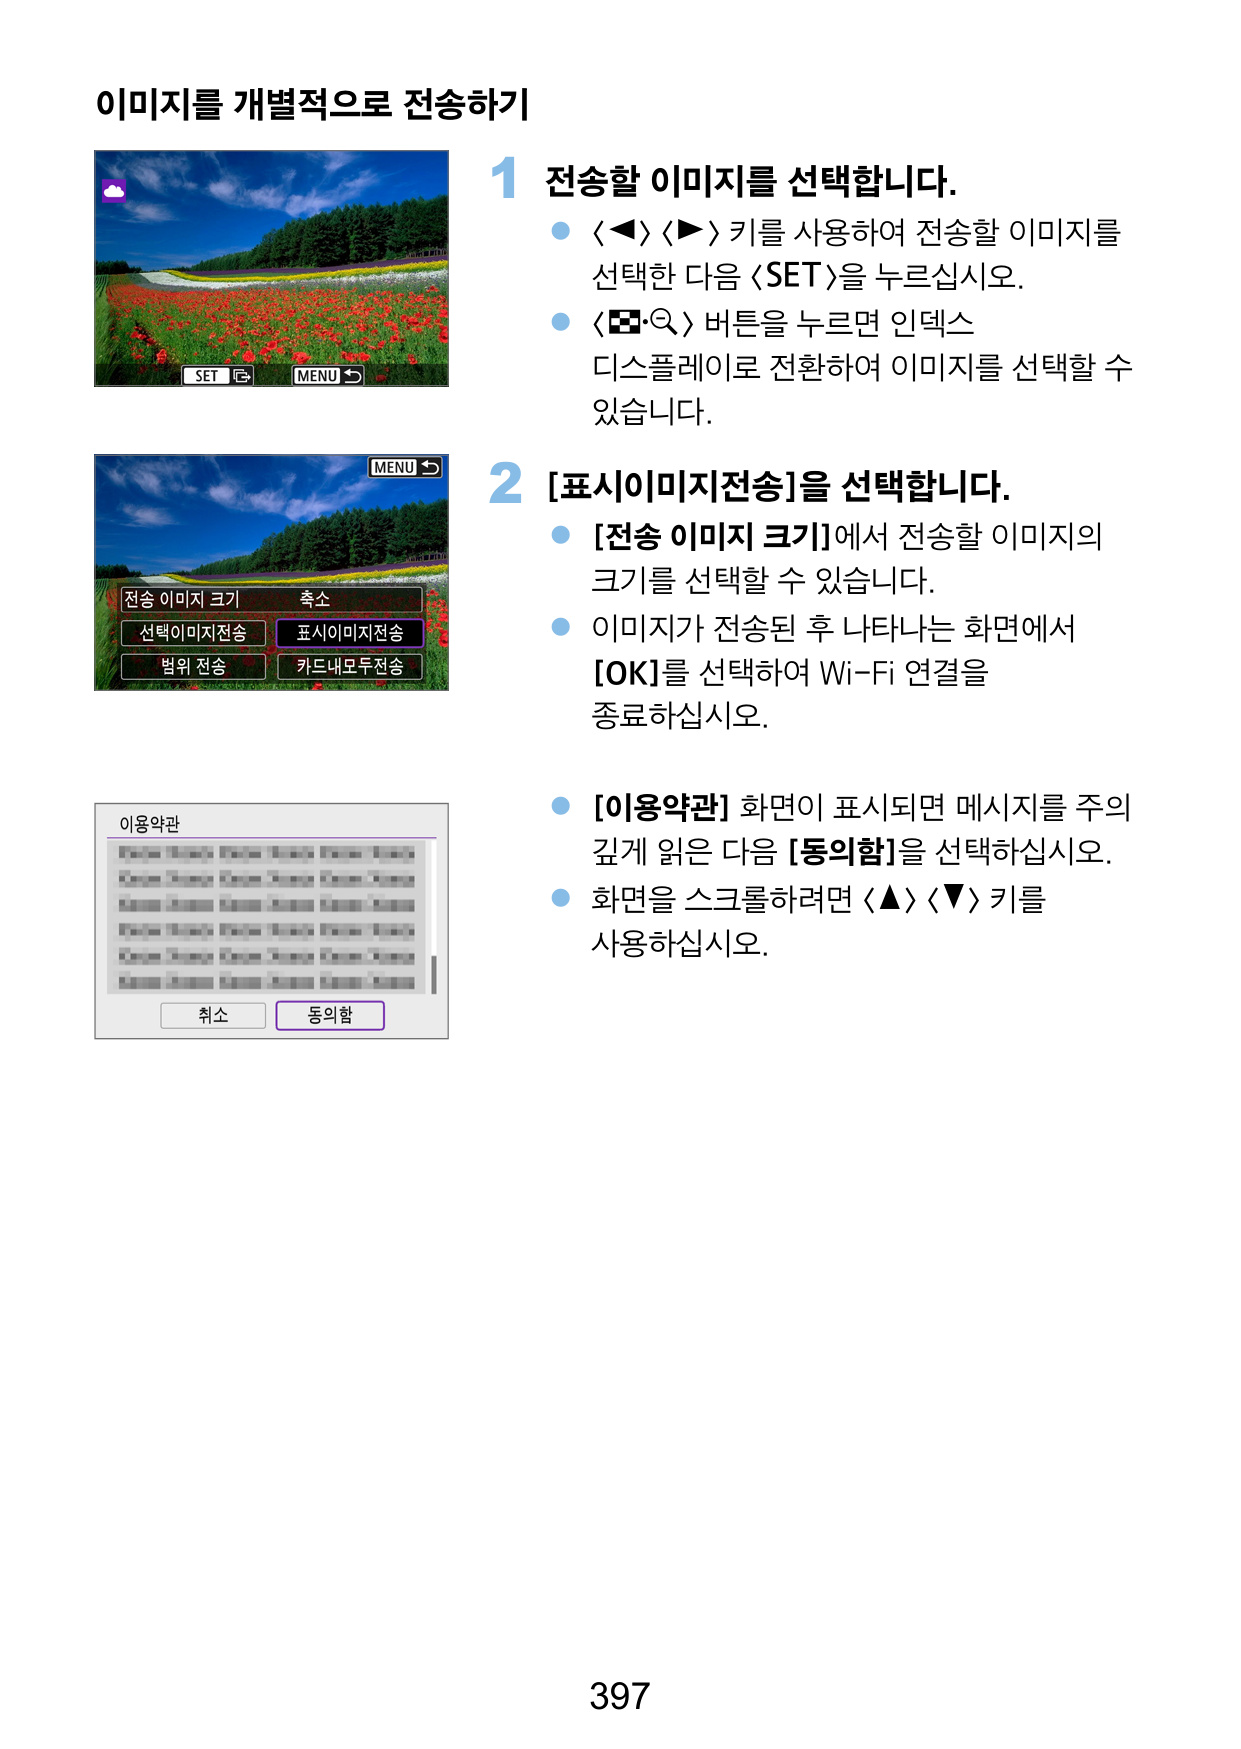 이미지를 개별적으로 전송하기
SET
MENU
1 전송할 이미지를 선택합니다.
● 〈◀〉〈▶〉 키를 사용하여 전송할 이미지를
선택한 다음 〈SET〉을 누르십시오.
● 〈〉 버튼을 누르면 인덱스
디스플레이로 전환하여 이미지를 선택할 수
있습니다.
MENU
전송 이미지 크기 축소
선택이미지전송 표시이미지전송
범위 전송 카드내모두전송
2 [표시이미지전송]을 선택합니다.
● [전송 이미지 크기]에서 전송할 이미지의
크기를 선택할 수 있습니다.
● 이미지가 전송된 후 나타나는 화면에서
[OK]를 선택하여 Wi-Fi 연결을
종료하십시오.
이용약관
취소 동의함
● [이용약관] 화면이 표시되면 메시지를 주의
깊게 읽은 다음 [동의함]을 선택하십시오.
● 화면을 스크롤하려면 〈▲〉〈▼〉 키를
사용하십시오.
397